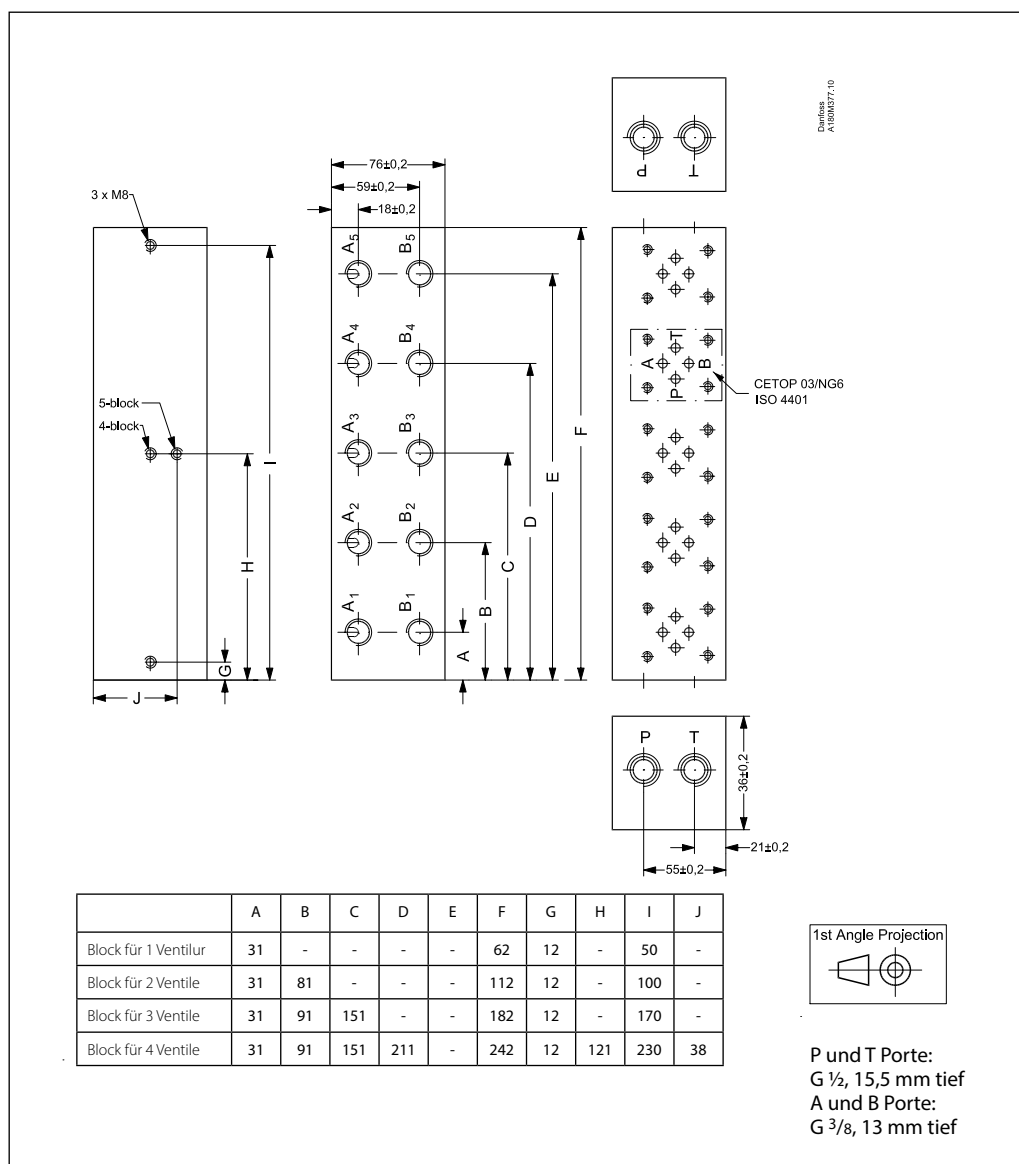 Danfoss
A180M377.10
P T
76±0,2
59±0,2
18±0,2
3 x M8
A5 B5
A4 B4
A3 B3
A2 B2
A1 B1
5-block
4-block
I
H
G
J
F
E
D
C
B
A
T
A B
P
CETOP 03/NG6
ISO 4401
P T
36±0,2
21±0,2
55±0,2
A B C D E F G H I J
Block für 1 Ventilur 31 - - - - 62 12 - 50 -
Block für 2 Ventile 31 81 - - - 112 12 - 100 -
Block für 3 Ventile 31 91 151 - - 182 12 - 170 -
Block für 4 Ventile 31 91 151 211 - 242 12 121 230 38
1st Angle Projection
P und T Porte:
G ½, 15,5 mm tief
A und B Porte:
G 3/8, 13 mm tief